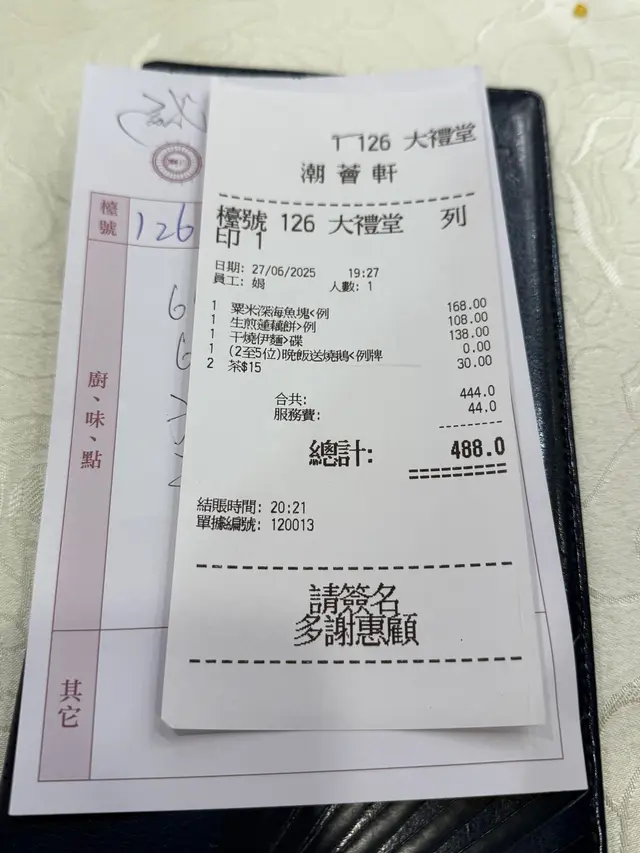 126 大禮堂
潮薈軒
檯號 126 大禮堂 列
印 1
日期: 27/06/2025 19:27
員工: 娟 人數: 1
1 粟米深海魚塊<例 168.00
1 生煎蓮藕餅>例 108.00
1 干燒伊麵>碟 138.00
1 (2至5位)晚飯送燒鵝<例牌 0.00
2 茶$15 30.00
合共: 444.0
服務費: 44.0
總計: 488.0
結賬時間: 20:21
單據編號: 120013
請簽名
多謝惠顧
檯號 126
廚、味、點
其它